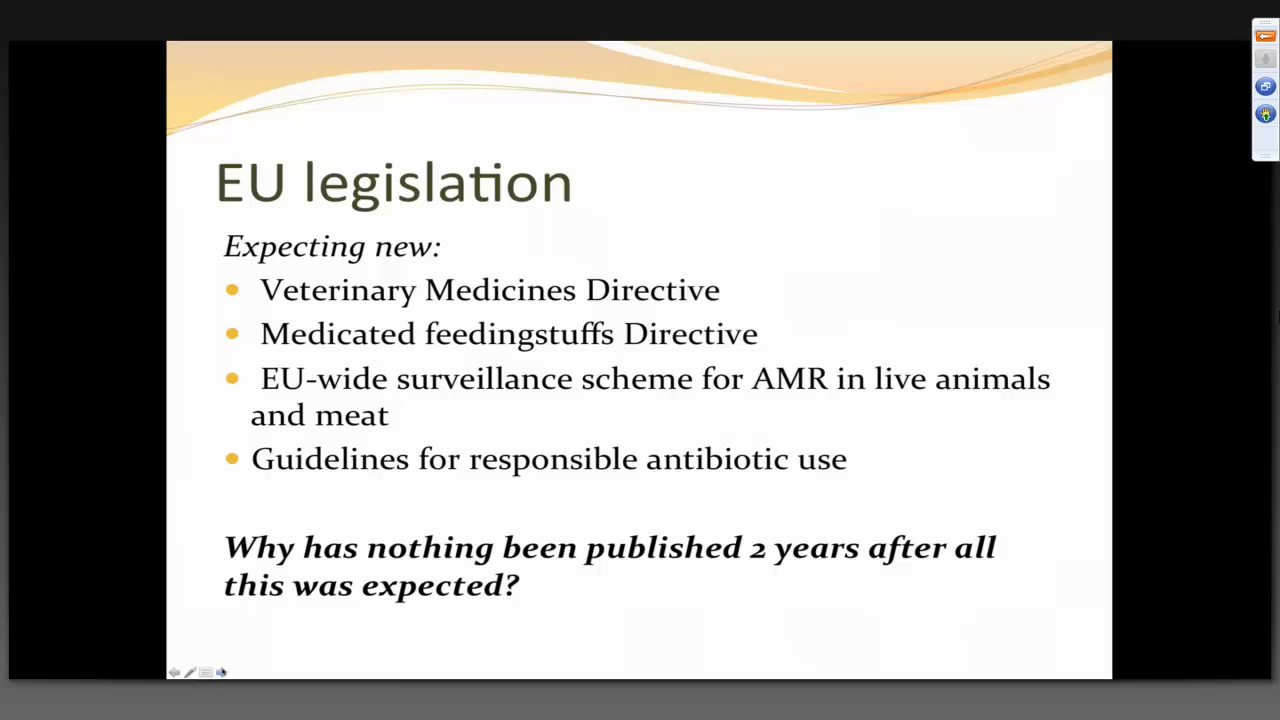 EU legislation
Expecting new:
Veterinary Medicines Directive
Medicated feedingstuffs Directive
EU-wide surveillance scheme for AMR in live animals
and meat
Guidelines for responsible antibiotic use
Why has nothing been published 2 years after all
this was expected?